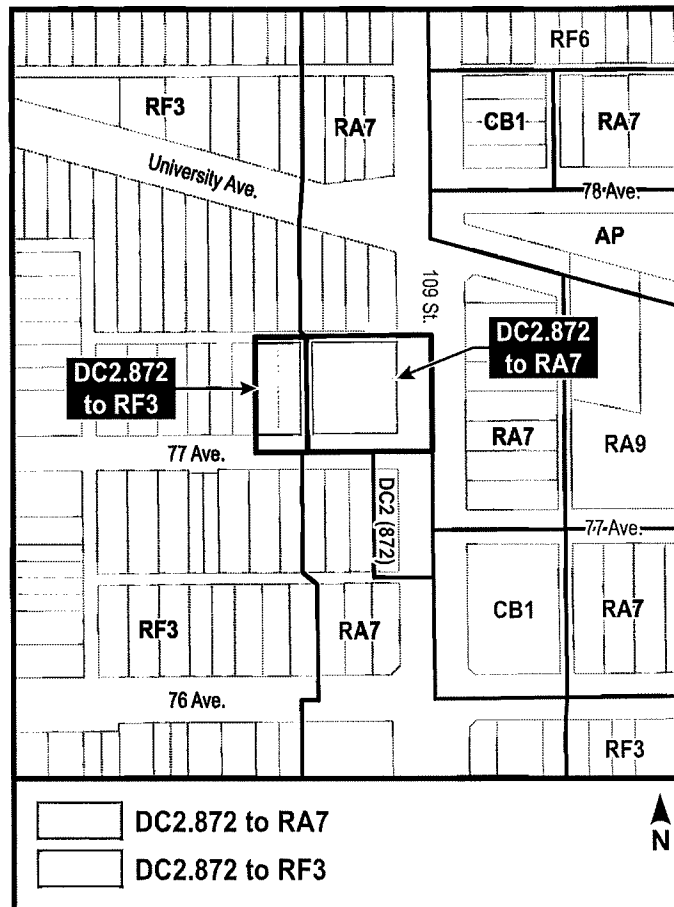 RF6
RF3
RA7
CB1
RA7
University Ave.
78 Ave.
AP
109 St.
DC2.872
to RA7
DC2.872
to RF3
RA7
RA9
77 Ave.
DC2 (872)
77 Ave.
RF3
RA7
CB1
RA7
76 Ave.
RF3
DC2.872 to RA7
DC2.872 to RF3
N